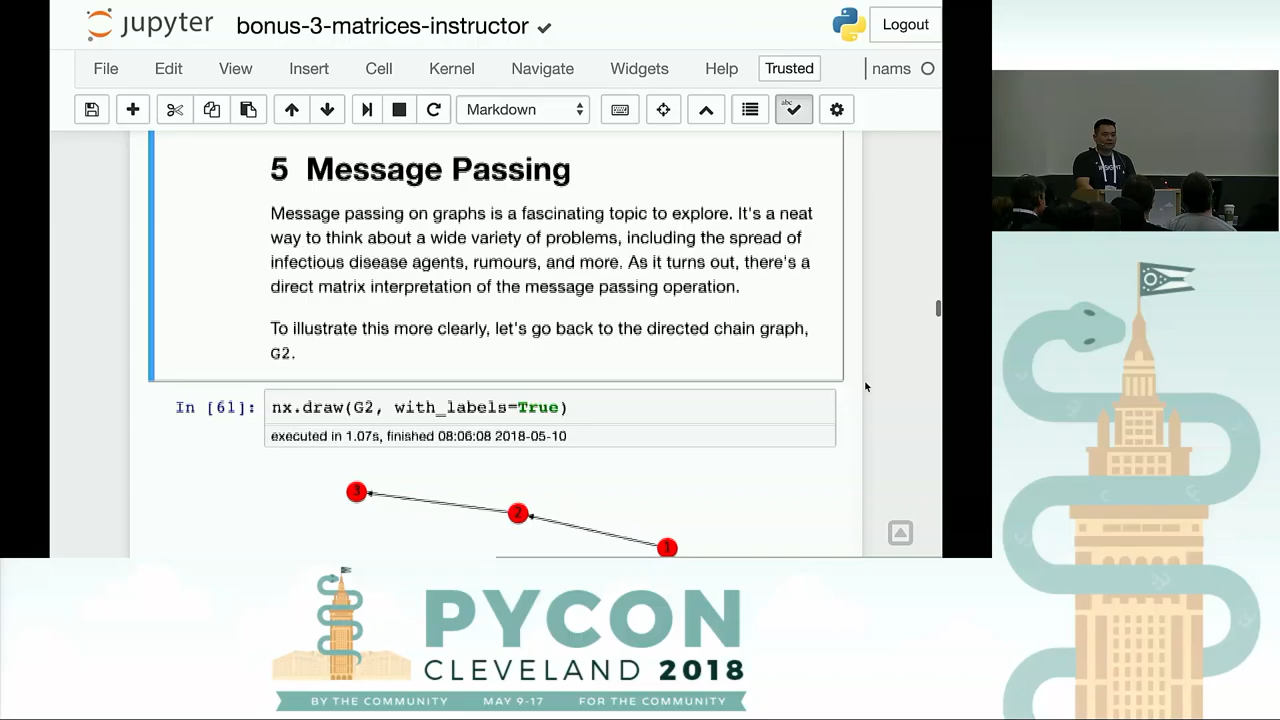 jupyter bonus-3-matrices-instructor
Logout
File Edit View Insert Cell Kernel Navigate Widgets Help Trusted nams
Markdown
abc
5 Message Passing
Message passing on graphs is a fascinating topic to explore. It's a neat
way to think about a wide variety of problems, including the spread of
infectious disease agents, rumours, and more. As it turns out, there's a
direct matrix interpretation of the message passing operation.
To illustrate this more clearly, let's go back to the directed chain graph,
G2.
In [61]: nx.draw(G2, with_labels=True)
executed in 1.07s, finished 08:06:08 2018-05-10
3
2
1
INSIGHT
PYCON
CLEVELAND 2018
BY THE COMMUNITY MAY 9-17 FOR THE COMMUNITY